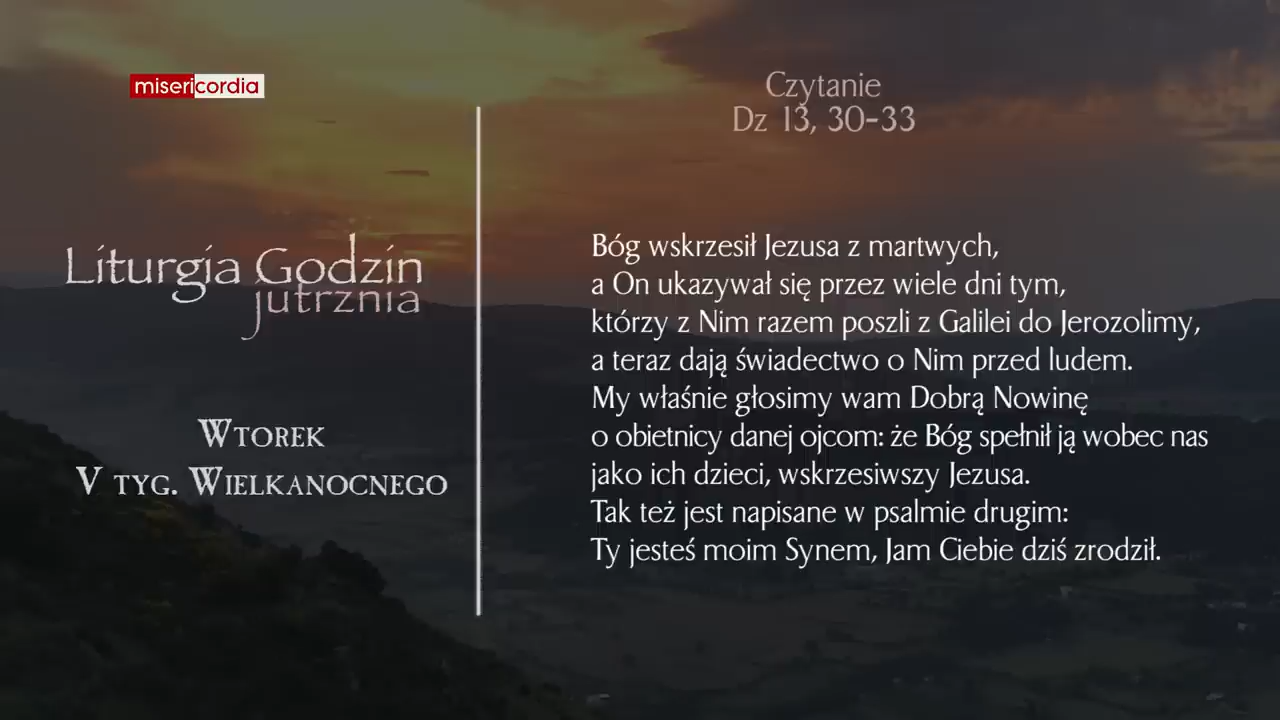 misericordia
Liturgia Godzin
jutrznia
Wtorek
V tyg. Wielkanocnego
Czytanie
Dz 13, 30-33
Bóg wskrzesił Jezusa z martwych,
a On ukazywał się przez wiele dni tym,
którzy z Nim razem poszli z Galilei do Jerozolimy,
a teraz dają świadectwo o Nim przed ludem.
My właśnie głosimy wam Dobrą Nowinę
o obietnicy danej ojcom: że Bóg spełnił ją wobec nas
jako ich dzieci, wskrzesiwszy Jezusa.
Tak też jest napisane w psalmie drugim:
Ty jesteś moim Synem, Jam Ciebie dziś zrodził.